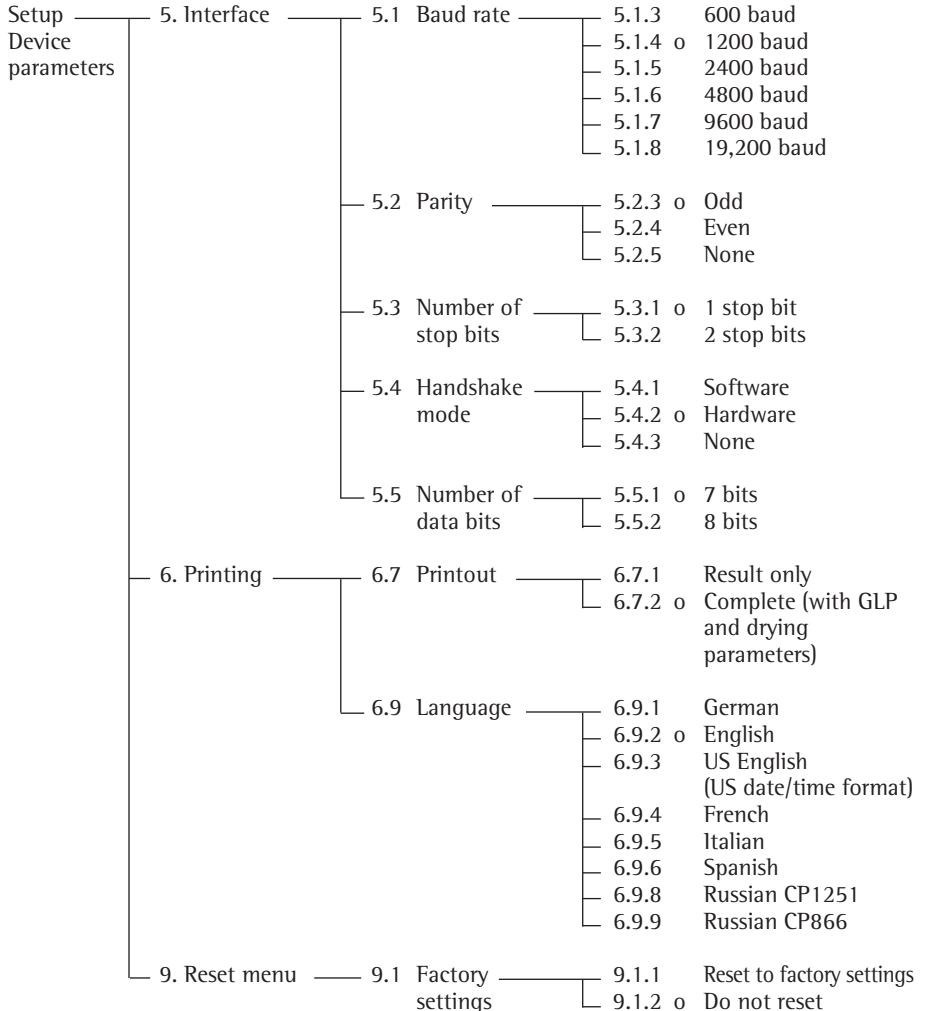 Setup 5. Interface 5.1 Baud rate 5.1.3 600 baud
Device 5.1.4 o 1200 baud
parameters 5.1.5 2400 baud
5.1.6 4800 baud
5.1.7 9600 baud
5.1.8 19,200 baud
5.2 Parity 5.2.3 o Odd
5.2.4 Even
5.2.5 None
5.3 Number of 5.3.1 o 1 stop bit
stop bits 5.3.2 2 stop bits
5.4 Handshake 5.4.1 Software
mode 5.4.2 o Hardware
5.4.3 None
5.5 Number of 5.5.1 o 7 bits
data bits 5.5.2 8 bits
6. Printing 6.7 Printout 6.7.1 Result only
6.7.2 o Complete (with GLP
and drying
parameters)
6.9 Language 6.9.1 German
6.9.2 o English
6.9.3 US English
(US date/time format)
6.9.4 French
6.9.5 Italian
6.9.6 Spanish
6.9.8 Russian CP1251
6.9.9 Russian CP866
9. Reset menu 9.1 Factory 9.1.1 Reset to factory settings
settings 9.1.2 o Do not reset